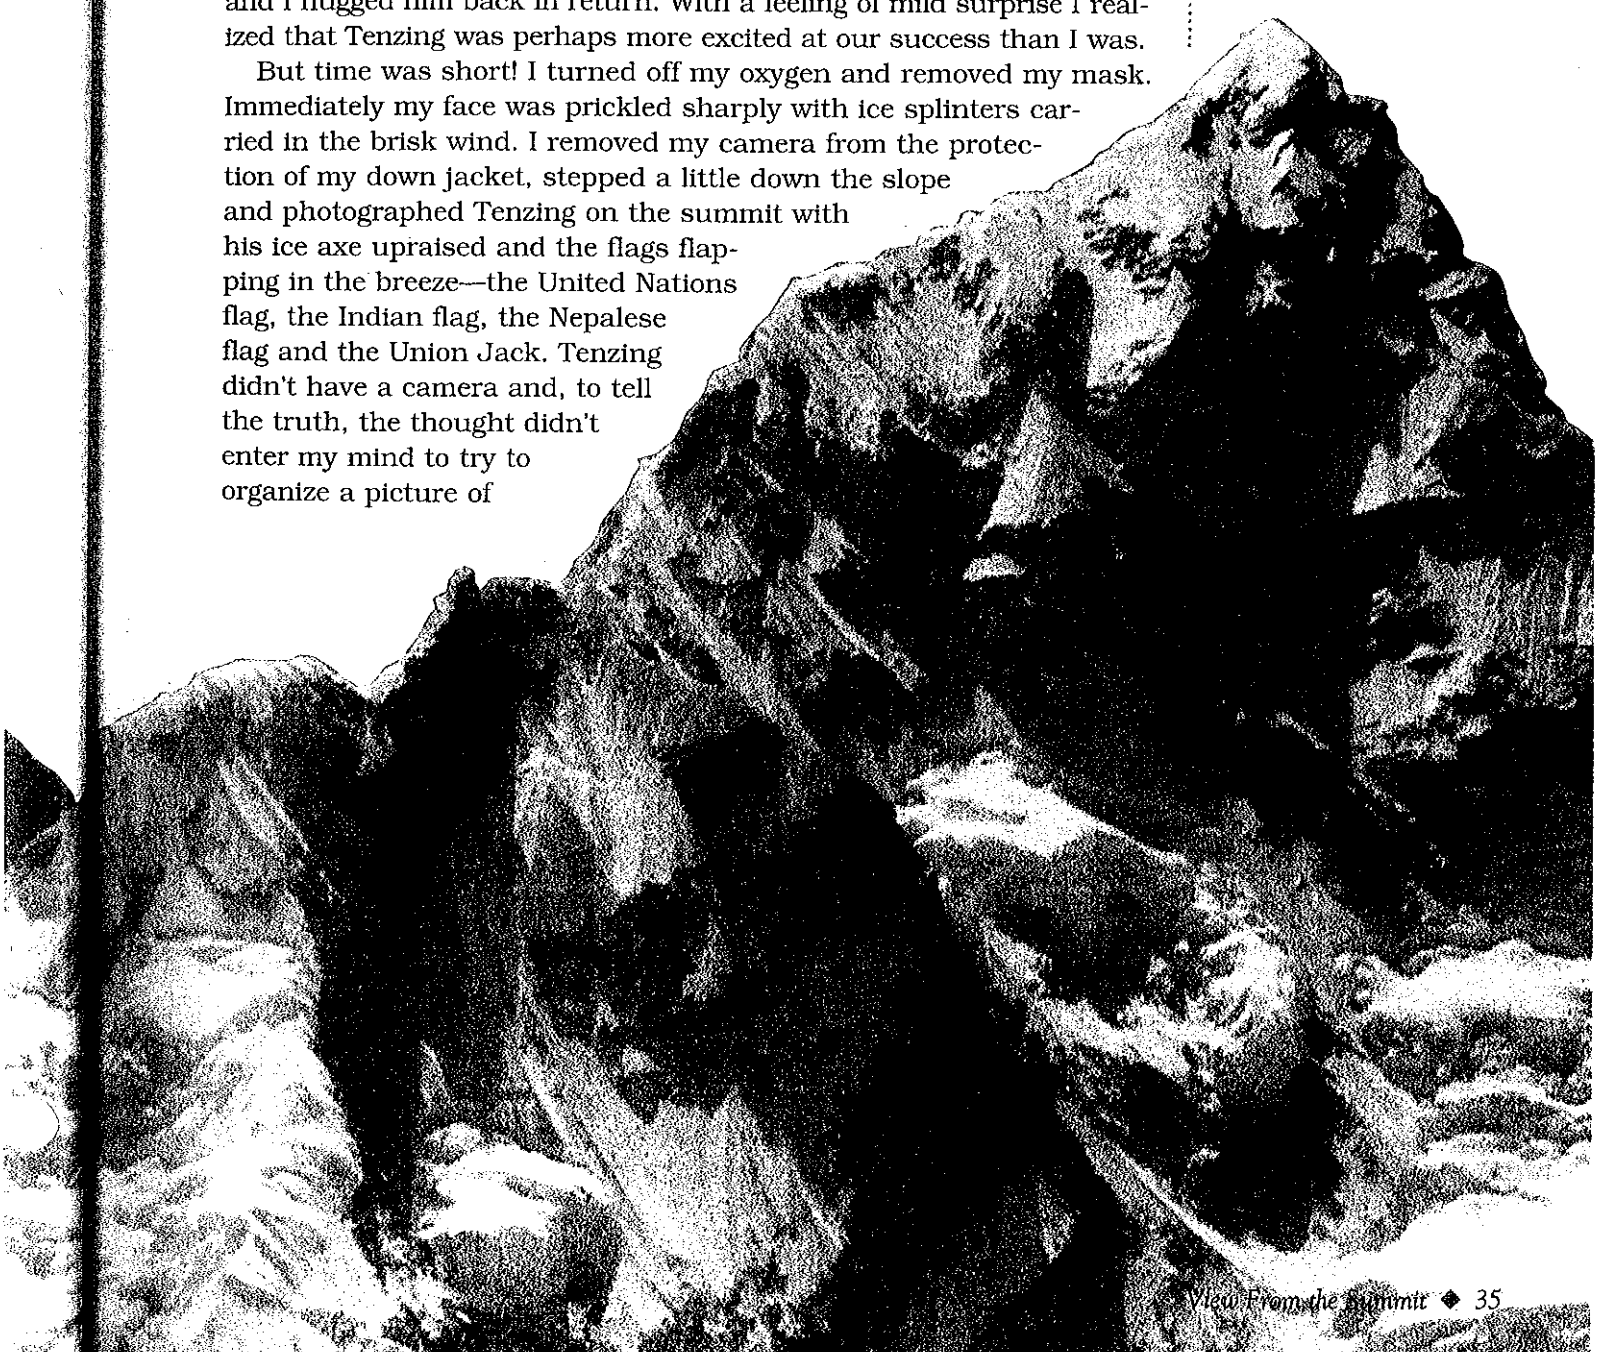 and I hugged him back in return. With a feeling of mild surprise I real-
ized that Tenzing was perhaps more excited at our success than I was.
But time was short! I turned off my oxygen and removed my mask.
Immediately my face was prickled sharply with ice splinters car-
ried in the brisk wind. I removed my camera from the protec-
tion of my down jacket, stepped a little down the slope
and photographed Tenzing on the summit with
his ice axe upraised and the flags flap-
ping in the breeze—the United Nations
flag, the Indian flag, the Nepalese
flag and the Union Jack. Tenzing
didn't have a camera and, to tell
the truth, the thought didn't
enter my mind to try to
organize a picture of
View From the Summit ◆ 35